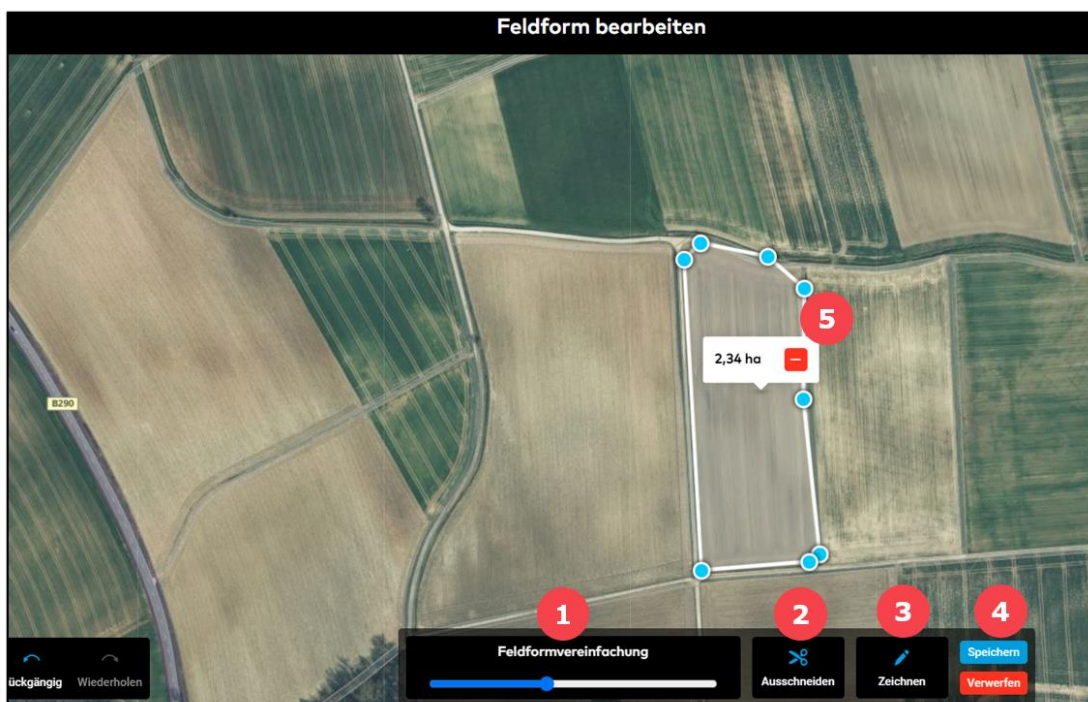 Feldform bearbeiten
5
2,34 ha
B290
1
2
3
4
Feldformvereinfachung
Ausschneiden
Zeichnen
Speichern
Verwerfen
ückgängig
Wiederholen